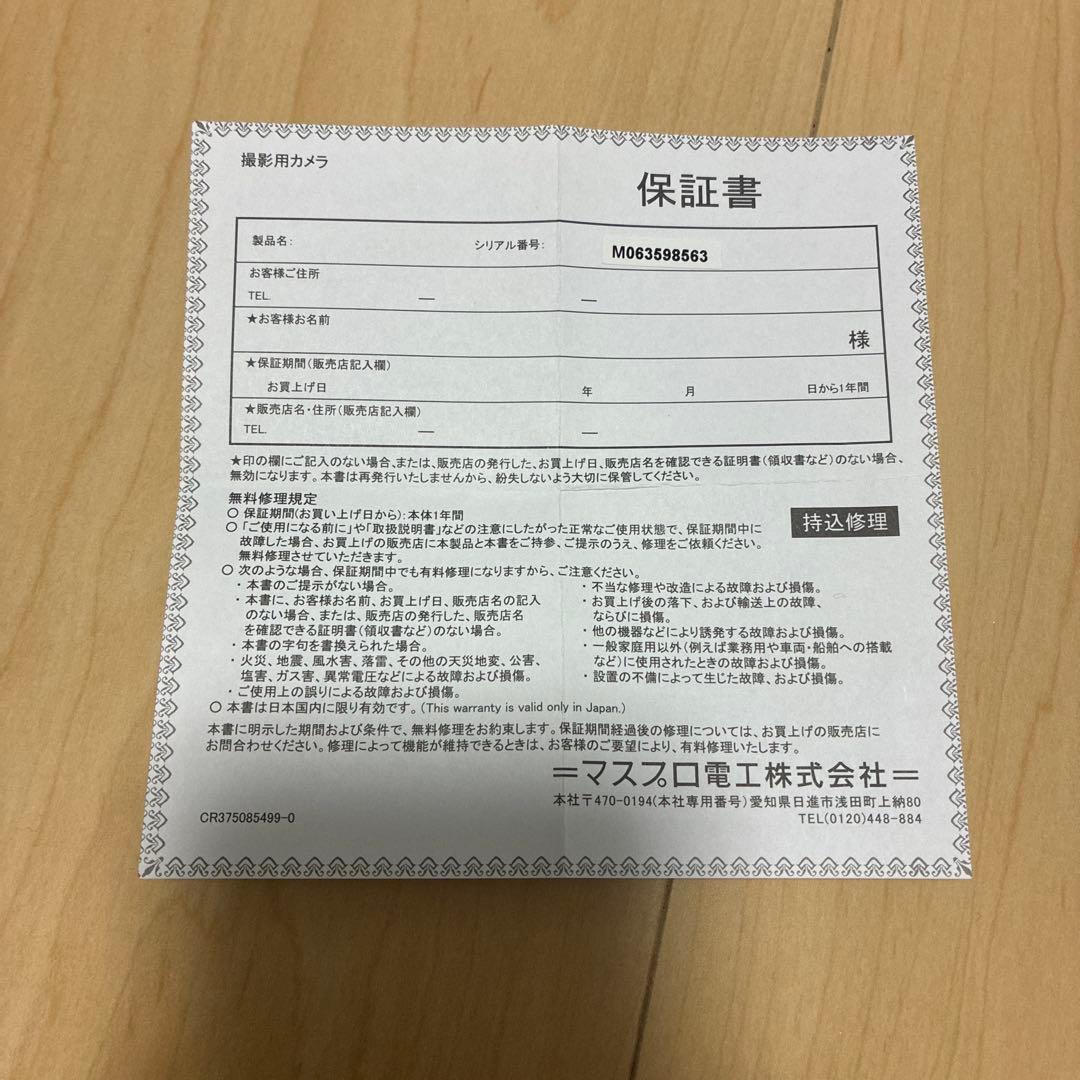 撮影用カメラ
保証書
製品名:
シリアル番号:
M063598563
お客様ご住所
TEL. ― ―
★お客様お名前
様
★保証期間(販売店記入欄)
お買上げ日 年 月 日から1年間
★販売店名・住所(販売店記入欄)
TEL. ― ―
★印の欄にご記入のない場合、または、販売店の発行した、お買上げ日、販売店名を確認できる証明書(領収書など)のない場合、
無効になります。本書は再発行いたしませんから、紛失しないよう大切に保管してください。
無料修理規定
○ 保証期間(お買い上げ日から):本体1年間
持込修理
○「ご使用になる前に」や「取扱説明書」などの注意にしたがった正常なご使用状態で、保証期間中に
故障した場合、お買上げの販売店に本製品と本書をご持参、ご提示のうえ、修理をご依頼ください。
無料修理させていただきます。
○ 次のような場合、保証期間中でも有料修理になりますから、ご注意ください。
・本書のご提示がない場合。
・本書に、お客様お名前、お買上げ日、販売店名の記入
のない場合、または、販売店の発行した、販売店名
を確認できる証明書(領収書など)のない場合。
・本書の字句を書換えられた場合。
・火災、地震、風水害、落雷、その他の天災地変、公害、
塩害、ガス害、異常電圧などによる故障および損傷。
・ご使用上の誤りによる故障および損傷。
・不当な修理や改造による故障および損傷。
・お買上げ後の落下、および輸送上の故障、
ならびに損傷。
・他の機器などにより誘発する故障および損傷。
・一般家庭用以外(例えば業務用や車両・船舶への搭載
など)に使用されたときの故障および損傷。
・設置の不備によって生じた故障、および損傷。
○ 本書は日本国内に限り有効です。(This warranty is valid only in Japan.)
本書に明示した期間および条件で、無料修理をお約束します。保証期間経過後の修理については、お買上げの販売店に
お問合わせください。修理によって機能が維持できるときは、お客様のご要望により、有料修理いたします。
=マスプロ電工株式会社=
本社〒470-0194(本社専用番号)愛知県日進市浅田町上納80
TEL(0120)448-884
CR375085499-0